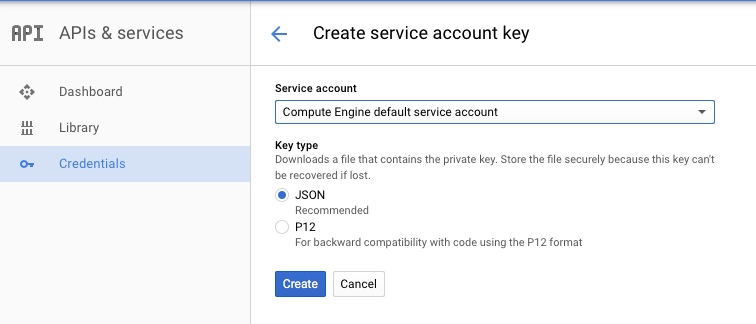 API APIs & services
Dashboard
Library
Credentials
Create service account key
Service account
Compute Engine default service account
Key type
Downloads a file that contains the private key. Store the file securely because this key can't
be recovered if lost.
JSON
Recommended
P12
For backward compatibility with code using the P12 format
Create Cancel